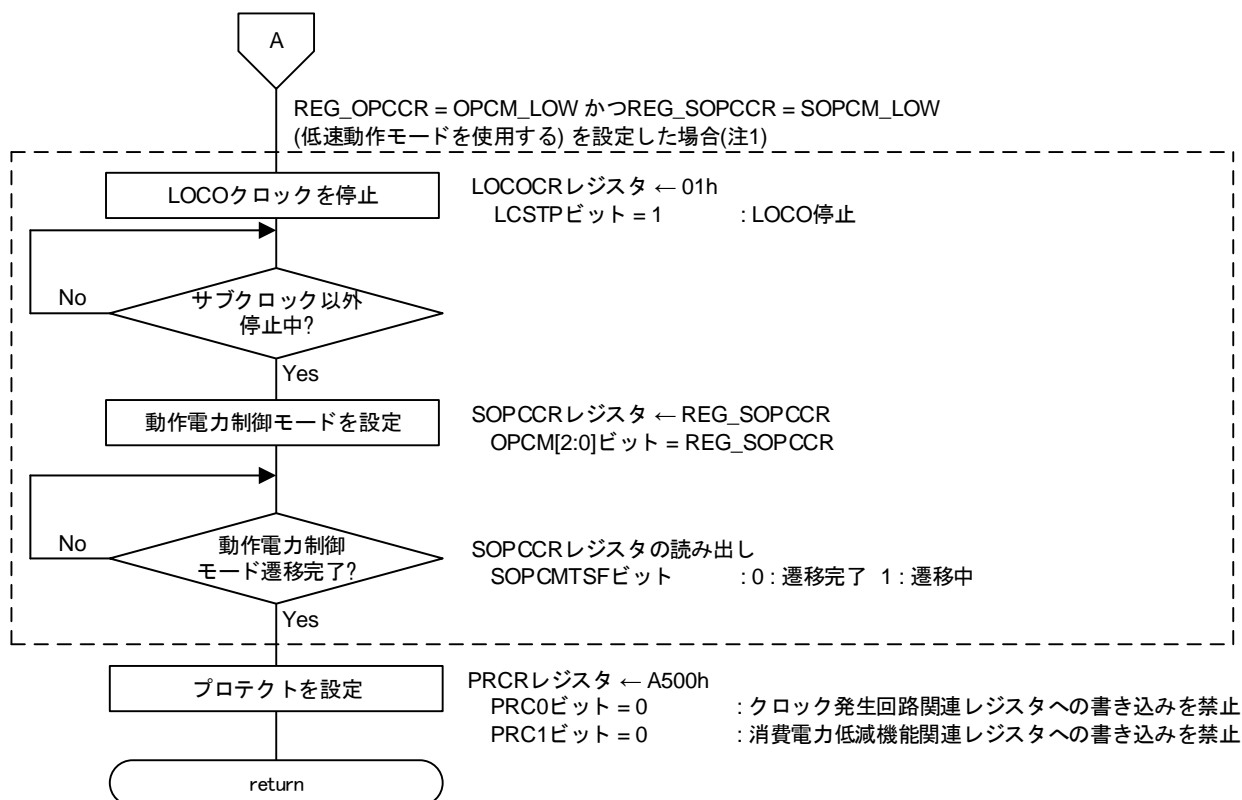 A
REG_OPCCR = OPCM_LOW かつREG_SOPCCR = SOPCM_LOW
(低速動作モードを使用する) を設定した場合(注1)
LOCOクロックを停止
LOCOCRレジスタ ← 01h
LCSTPビット = 1 : LOCO停止
No
サブクロック以外
停止中?
Yes
動作電力制御モードを設定
SOPCCRレジスタ ← REG_SOPCCR
OPCM[2:0]ビット = REG_SOPCCR
No
動作電力制御
モード遷移完了?
SOPCCRレジスタの読み出し
SOPCMTSFビット : 0 : 遷移完了 1 : 遷移中
Yes
プロテクトを設定
PRCRレジスタ ← A500h
PRC0ビット = 0 : クロック発生回路関連レジスタへの書き込みを禁止
PRC1ビット = 0 : 消費電力低減機能関連レジスタへの書き込みを禁止
return